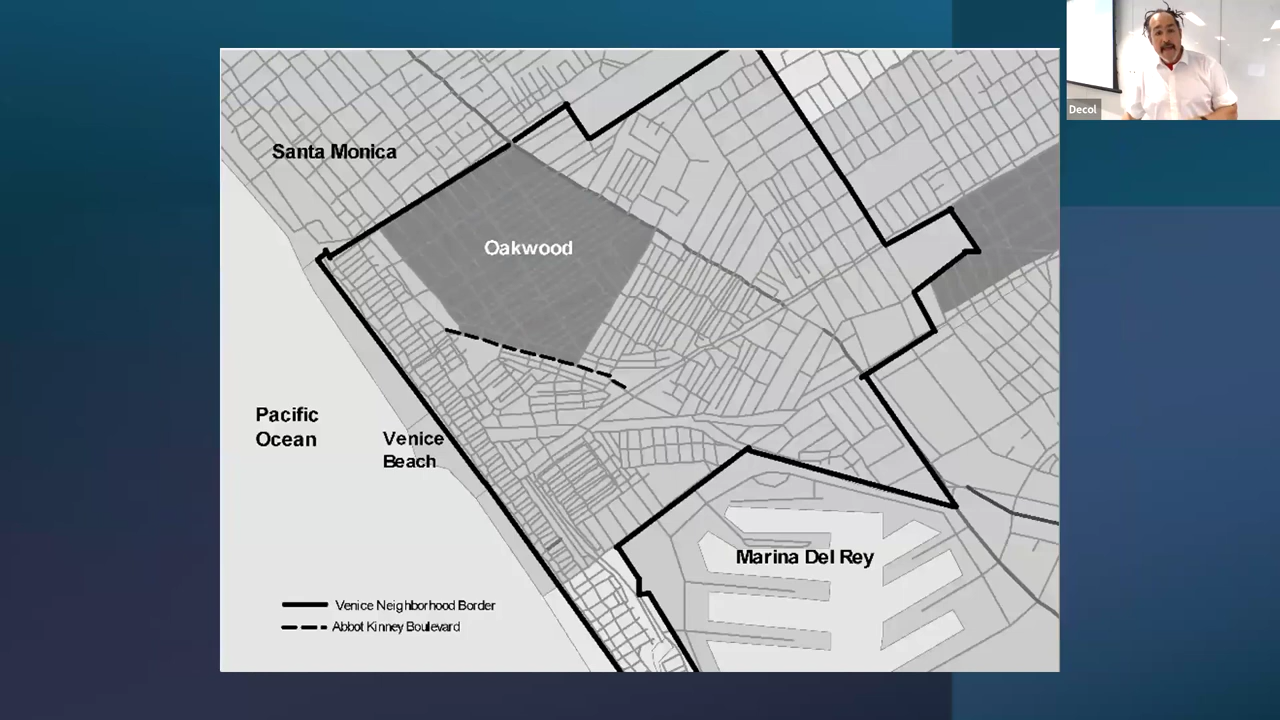 Decol
Santa Monica
Oakwood
Pacific
Ocean
Venice
Beach
Marina Del Rey
Venice Neighborhood Border
Abbot Kinney Boulevard